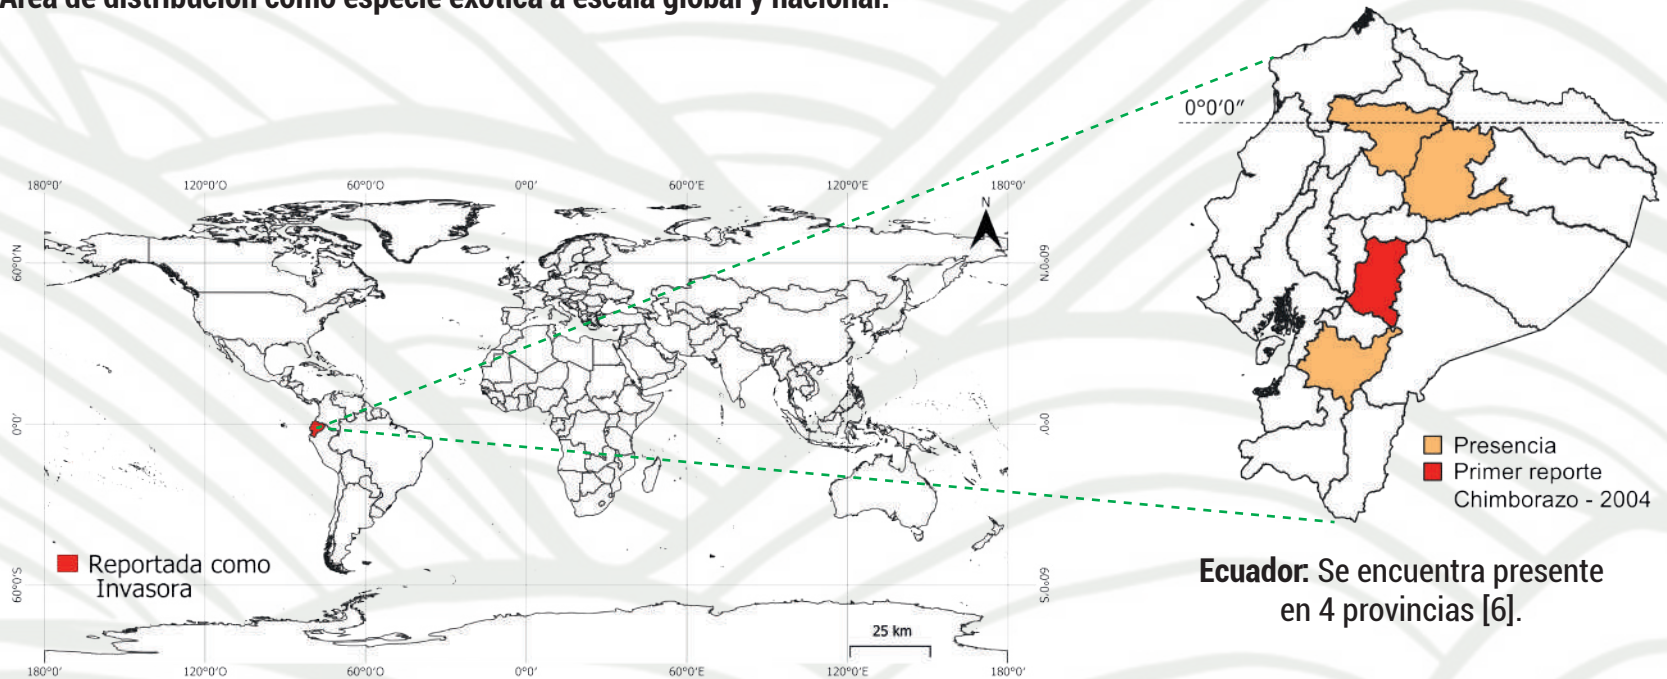 Área de distribución como especie exótica a escala global y nacional.
0°0′0″
180°0′ 120°0′O 60°0′O 0°0′ 60°0′E 120°0′E 180°0′
N
60°0′N 60°0′N
0°0′ 0°0′
60°0′S 60°0′S
Presencia
Primer reporte
Chimborazo - 2004
Reportada como
Invasora
Ecuador: Se encuentra presente
en 4 provincias [6].
25 km
180°0′ 120°0′O 60°0′O 0°0′ 60°0′E 120°0′E 180°0′